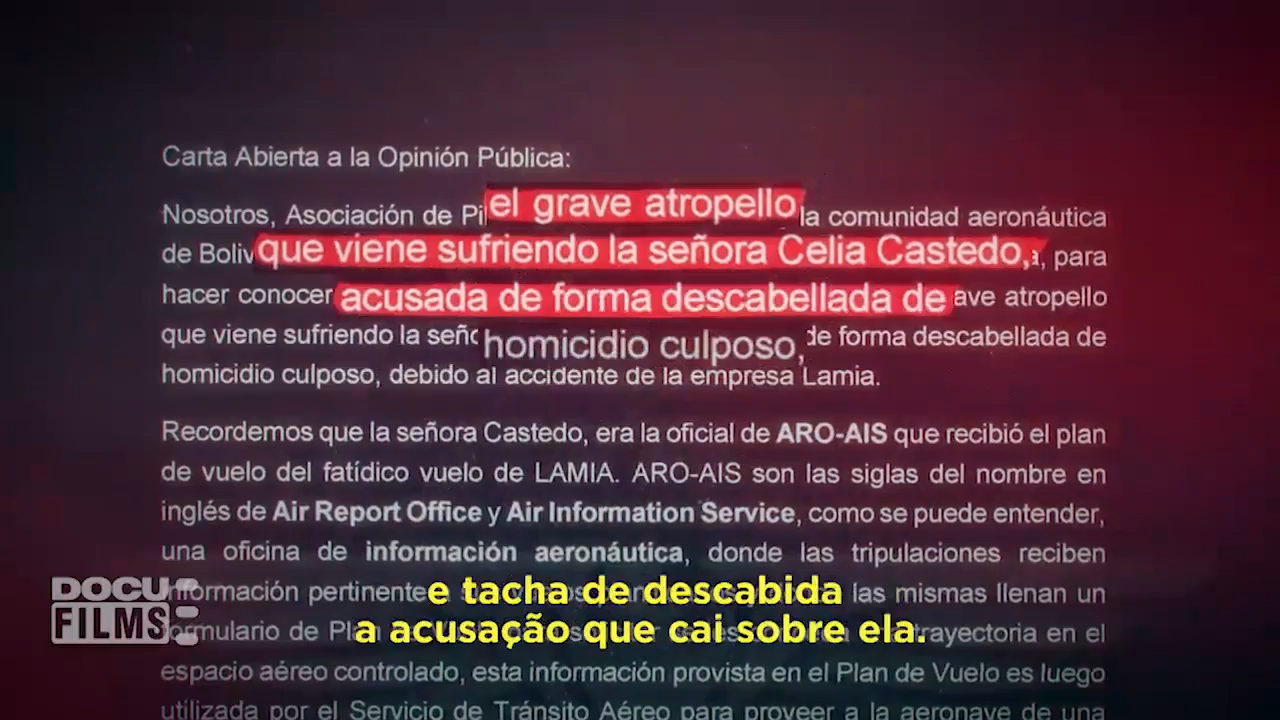 Carta Abierta a la Opinión Pública:
el grave atropello
Nosotros, Asociación de Pi la comunidad aeronáutica
que viene sufriendo la señora Celia Castedo,
de Boliv , para
acusada de forma descabellada de
hacer conocer ave atropello
homicidio culposo,
que viene sufriendo la seño de forma descabellada de
homicidio culposo, debido al accidente de la empresa Lamia.
Recordemos que la señora Castedo, era la oficial de ARO-AIS que recibió el plan
de vuelo del fatídico vuelo de LAMIA. ARO-AIS son las siglas del nombre en
inglés de Air Report Office y Air Information Service, como se puede entender,
una oficina de información aeronáutica, donde las tripulaciones reciben
información pertinente las mismas llenan un
formulario de Plan trayectoria en el
espacio aéreo controlado, esta información provista en el Plan de Vuelo es luego
utilizada por el Servicio de Tránsito Aéreo para proveer a la aeronave de una
DOCU
FILMS
e tacha de descabida
a acusação que cai sobre ela.